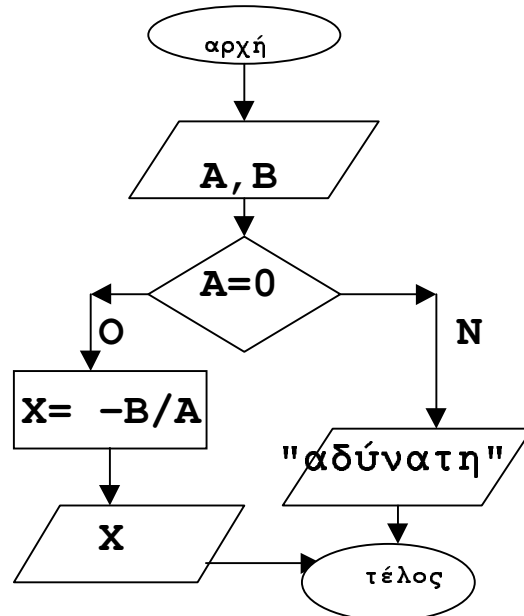 αρχή
A,B
A=0
O
N
X= -B/A
"αδύνατη"
X
τέλος